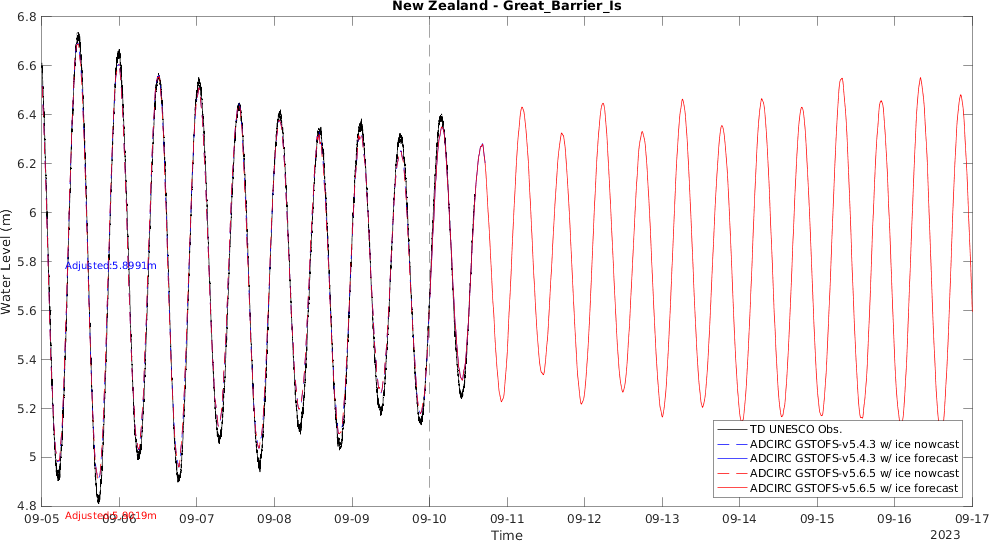 New Zealand - Great_Barrier_Is
6.8
6.6
6.4
6.2
6
5.8
5.6
5.4
5.2
5
4.8
Water Level (m)
Adjusted:5.8991m
Adjusted:5.9219m
TD UNESCO Obs.
ADCIRC GSTOFS-v5.4.3 w/ ice nowcast
ADCIRC GSTOFS-v5.4.3 w/ ice forecast
ADCIRC GSTOFS-v5.6.5 w/ ice nowcast
ADCIRC GSTOFS-v5.6.5 w/ ice forecast
09-05 09-06 09-07 09-08 09-09 09-10 09-11 09-12 09-13 09-14 09-15 09-16 09-17
Time
2023